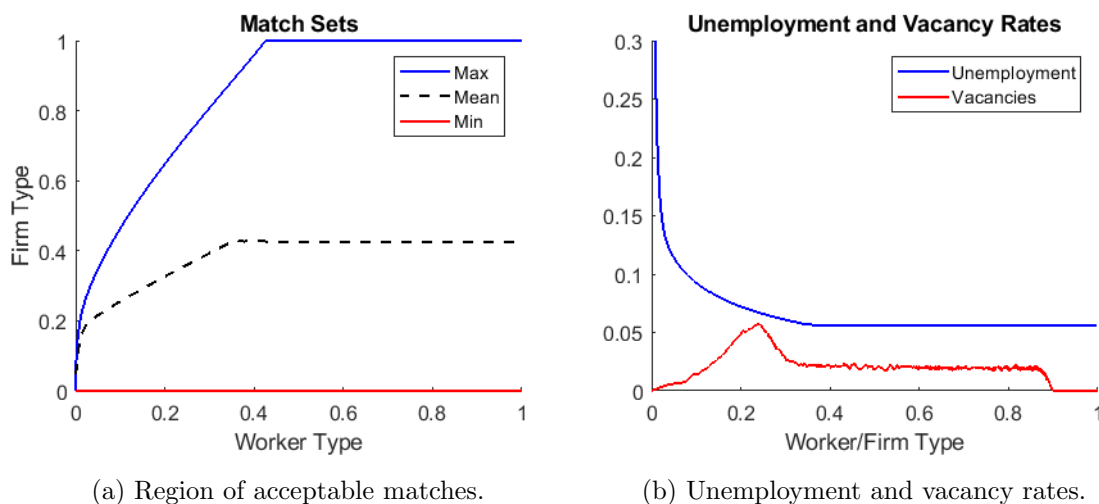 Match Sets
1
0.8
0.6
0.4
0.2
0
Firm Type
Max
Mean
Min
0 0.2 0.4 0.6 0.8 1
Worker Type
(a) Region of acceptable matches.
Unemployment and Vacancy Rates
0.3
0.25
0.2
0.15
0.1
0.05
0
Unemployment
Vacancies
0 0.2 0.4 0.6 0.8 1
Worker/Firm Type
(b) Unemployment and vacancy rates.